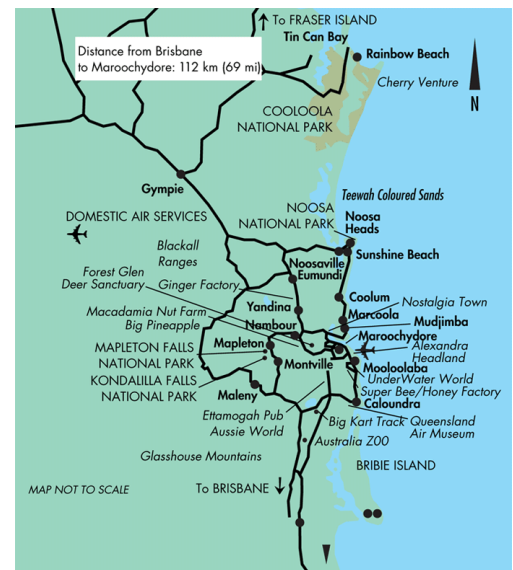 To FRASER ISLAND
Tin Can Bay
Distance from Brisbane
to Maroochydore: 112 km (69 mi)
Rainbow Beach
Cherry Venture
N
COOLOOLA
NATIONAL PARK
Gympie
Teewah Coloured Sands
DOMESTIC AIR SERVICES
NOOSA
NATIONAL PARK
Noosa
Heads
Blackall
Ranges
Sunshine Beach
Noosaville
Eumundi
Forest Glen
Deer Sanctuary
Ginger Factory
Coolum
Nostalgia Town
Yandina
Macadamia Nut Farm
Big Pineapple
Marcoola
Mudjimba
Nambour
Maroochydore
Mapleton
Alexandra
Headland
MAPLETON FALLS
NATIONAL PARK
Montville
Mooloolaba
KONDALILLA FALLS
NATIONAL PARK
UnderWater World
Super Bee/Honey Factory
Maleny
Caloundra
Ettamogah Pub
Aussie World
Big Kart Track
Queensland
Air Museum
Australia Z00
Glasshouse Mountains
BRIBIE ISLAND
MAP NOT TO SCALE
To BRISBANE